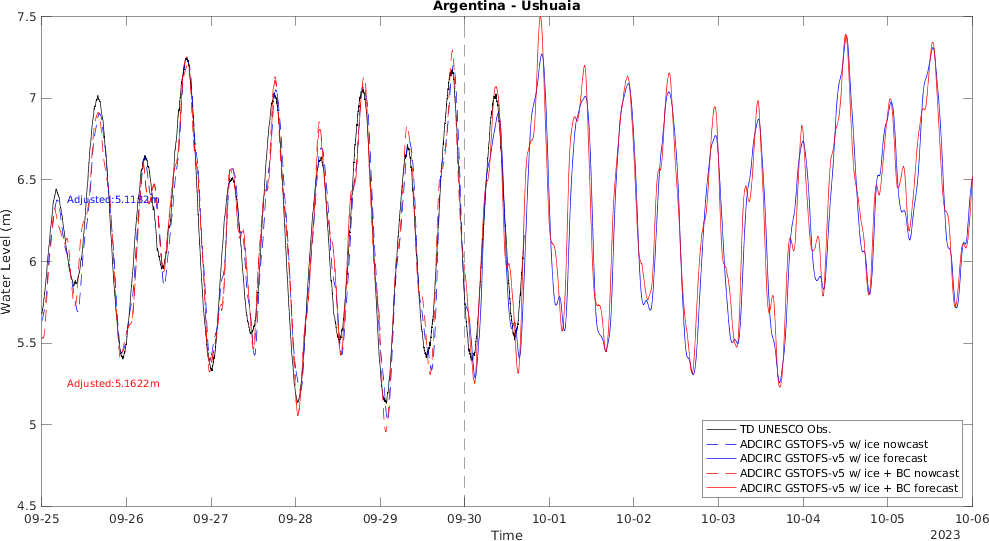 Argentina - Ushuaia
7.5
7
6.5
6
5.5
5
4.5
Water Level (m)
Adjusted:5.1132m
Adjusted:5.1622m
TD UNESCO Obs.
ADCIRC GSTOFS-v5 w/ ice nowcast
ADCIRC GSTOFS-v5 w/ ice forecast
ADCIRC GSTOFS-v5 w/ ice + BC nowcast
ADCIRC GSTOFS-v5 w/ ice + BC forecast
09-25 09-26 09-27 09-28 09-29 09-30 10-01 10-02 10-03 10-04 10-05 10-06
Time
2023